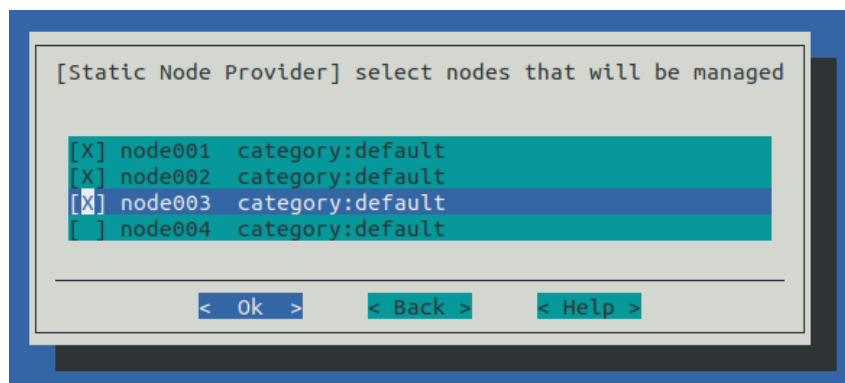 [Static Node Provider] select nodes that will be managed
[X] node001  category:default
[X] node002  category:default
[X] node003  category:default
[ ] node004  category:default
<  Ok  > < Back > < Help >